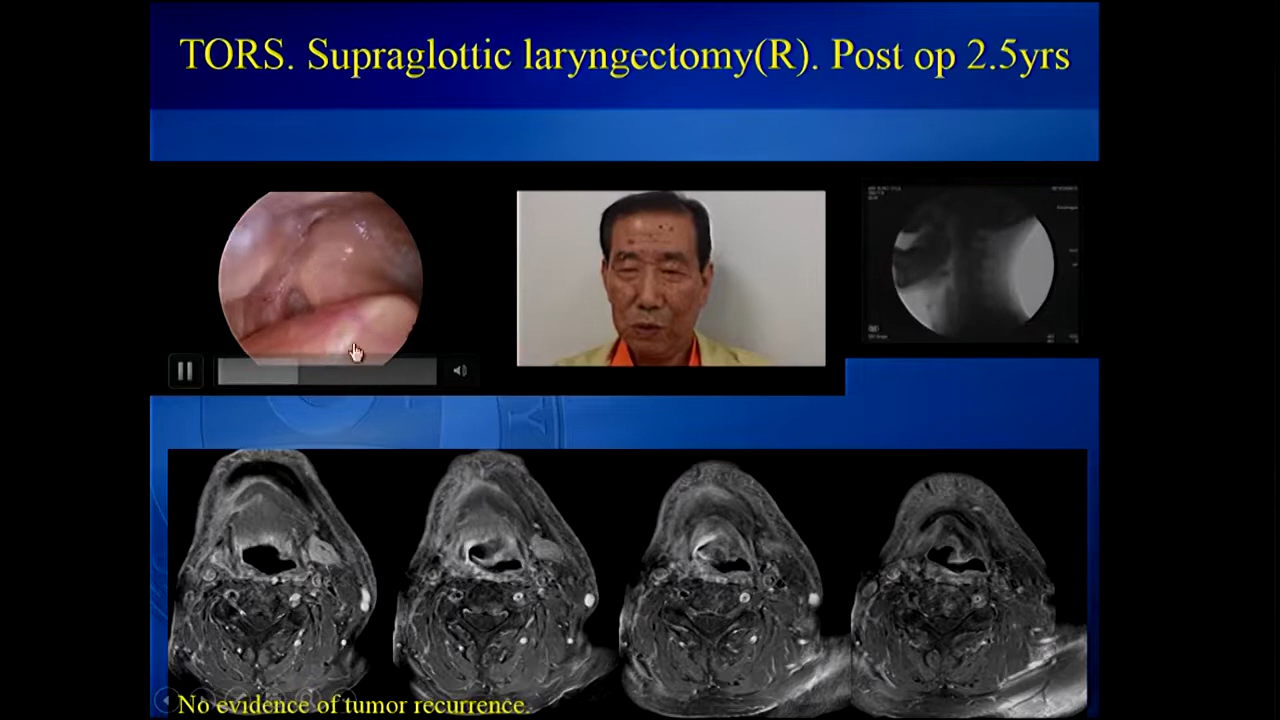 TORS. Supraglottic laryngectomy(R). Post op 2.5yrs
No evidence of tumor recurrence.